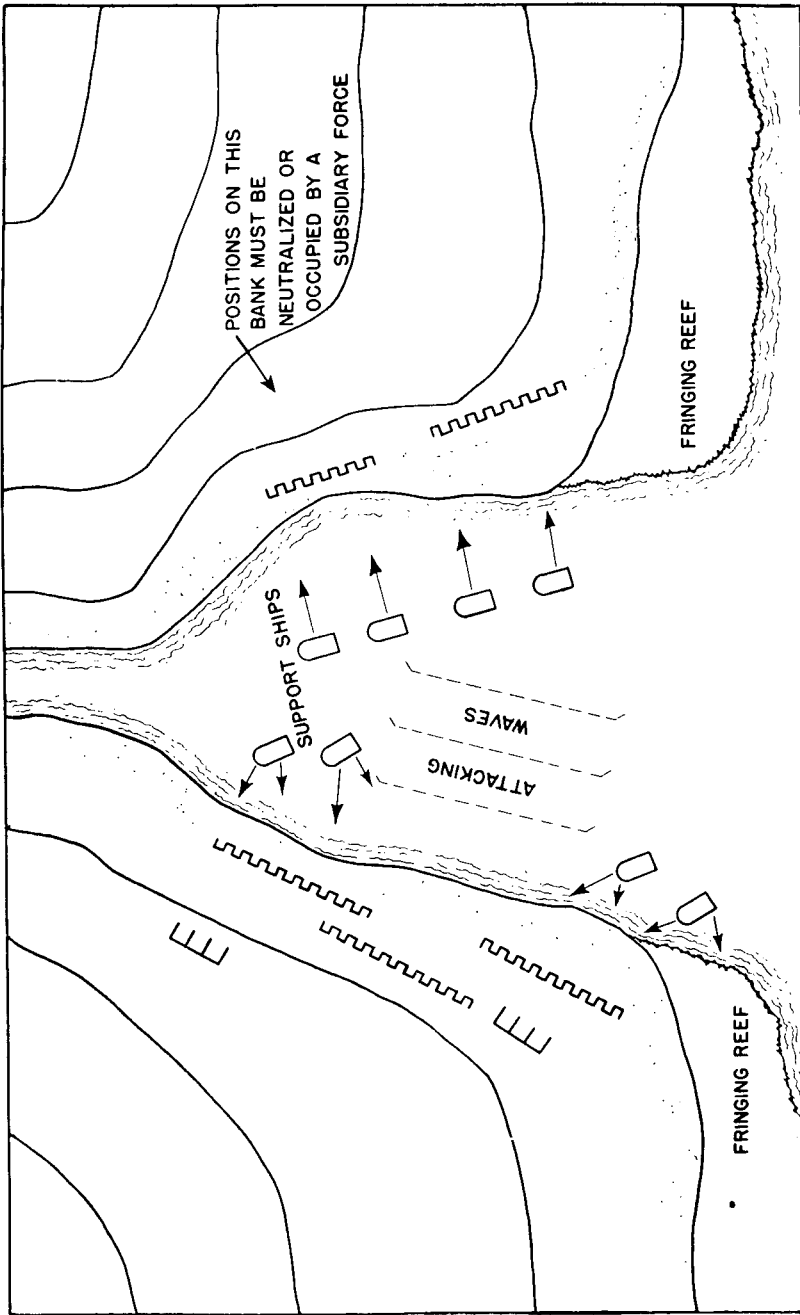 POSITIONS ON THIS
BANK MUST BE
NEUTRALIZED OR
OCCUPIED BY A
SUBSIDIARY FORCE
FRINGING REEF
SUPPORT SHIPS
WAVES
ATTACKING
FRINGING REEF